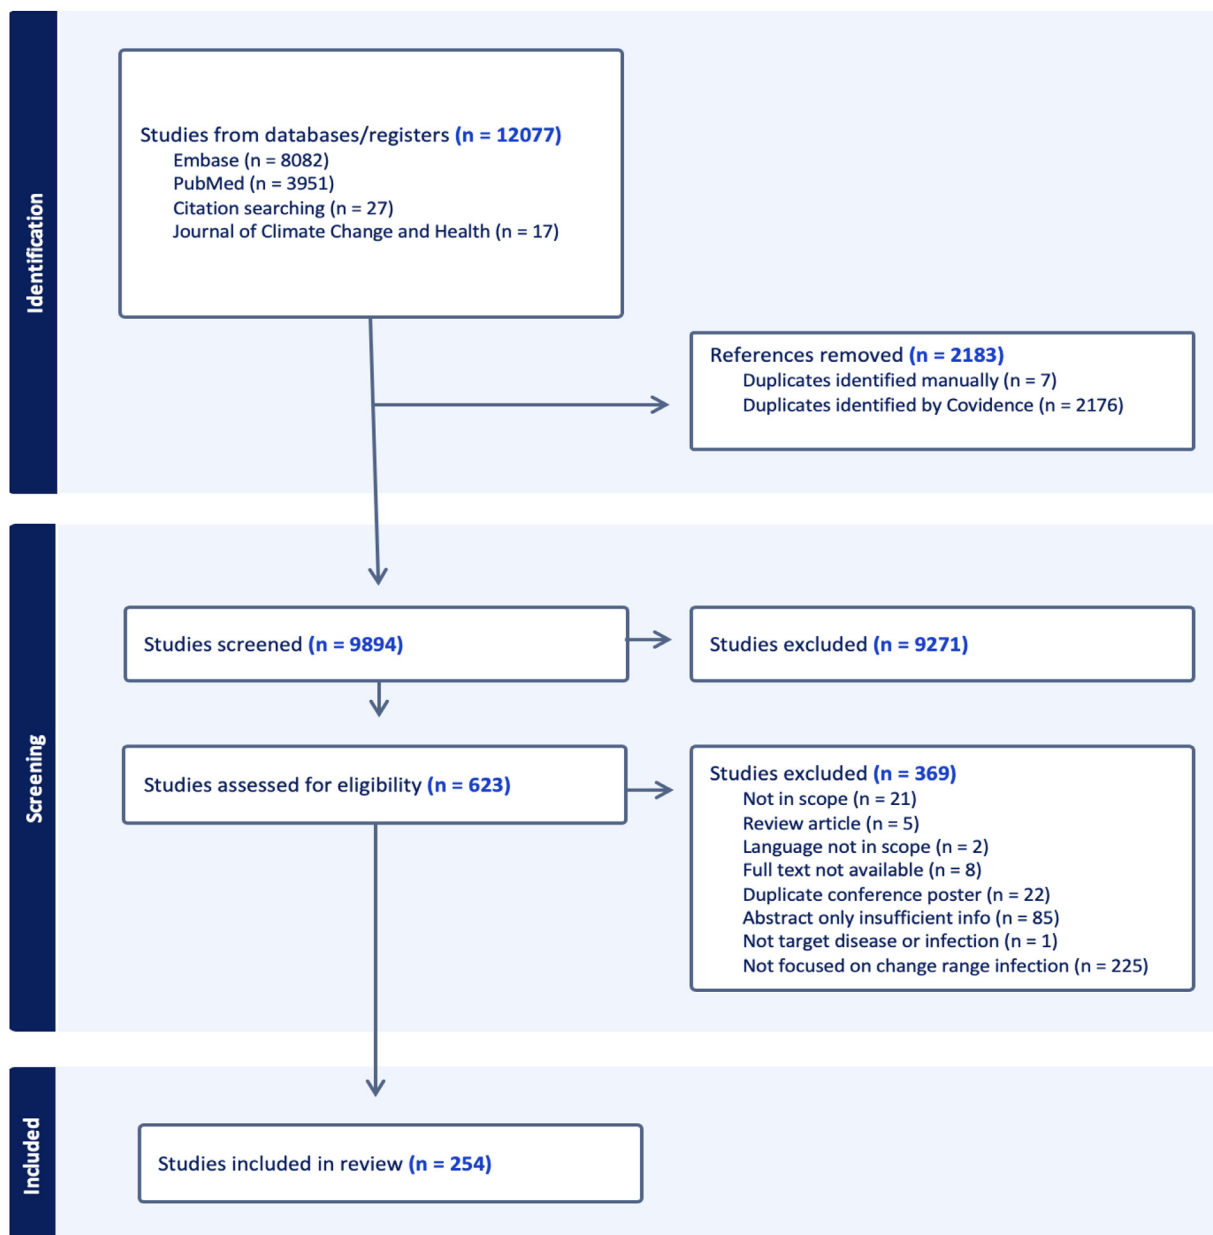 Identification
Studies from databases/registers (n = 12077)
Embase (n = 8082)
PubMed (n = 3951)
Citation searching (n = 27)
Journal of Climate Change and Health (n = 17)
References removed (n = 2183)
Duplicates identified manually (n = 7)
Duplicates identified by Covidence (n = 2176)
Screening
Studies screened (n = 9894)
Studies excluded (n = 9271)
Studies assessed for eligibility (n = 623)
Studies excluded (n = 369)
Not in scope (n = 21)
Review article (n = 5)
Language not in scope (n = 2)
Full text not available (n = 8)
Duplicate conference poster (n = 22)
Abstract only insufficient info (n = 85)
Not target disease or infection (n = 1)
Not focused on change range infection (n = 225)
Included
Studies included in review (n = 254)